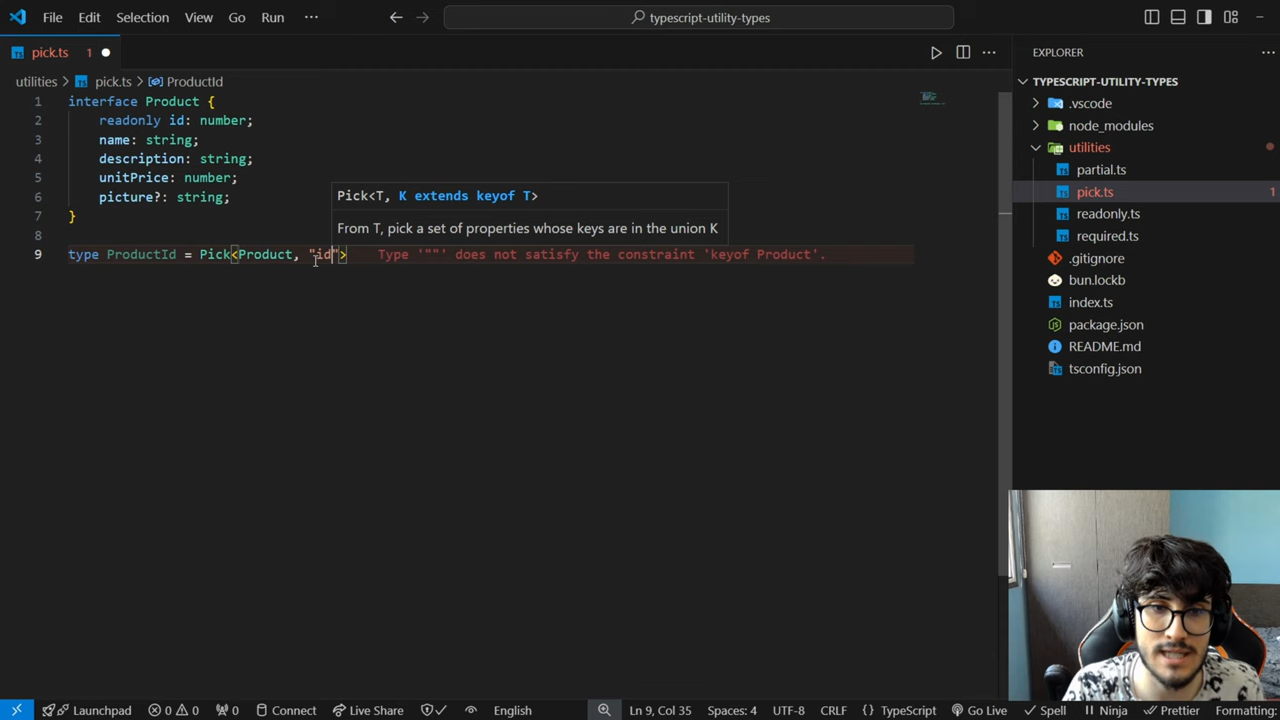 File Edit Selection View Go Run ··· typescript-utility-types
pick.ts 1
utilities > pick.ts > ProductId
1 interface Product {
2 readonly id: number;
3 name: string;
4 description: string;
5 unitPrice: number;
6 picture?: string;
7 }
8
9 type ProductId = Pick<Product, "id"> Type '""' does not satisfy the constraint 'keyof Product'.
Pick<T, K extends keyof T>
From T, pick a set of properties whose keys are in the union K
EXPLORER
TYPESCRIPT-UTILITY-TYPES
.vscode
node_modules
utilities
partial.ts
pick.ts 1
readonly.ts
required.ts
.gitignore
bun.lockb
index.ts
package.json
README.md
tsconfig.json
Launchpad 0 0 0 Connect Live Share English Ln 9, Col 35 Spaces: 4 UTF-8 CRLF {} TypeScript Go Live Spell Ninja Prettier Formatting: